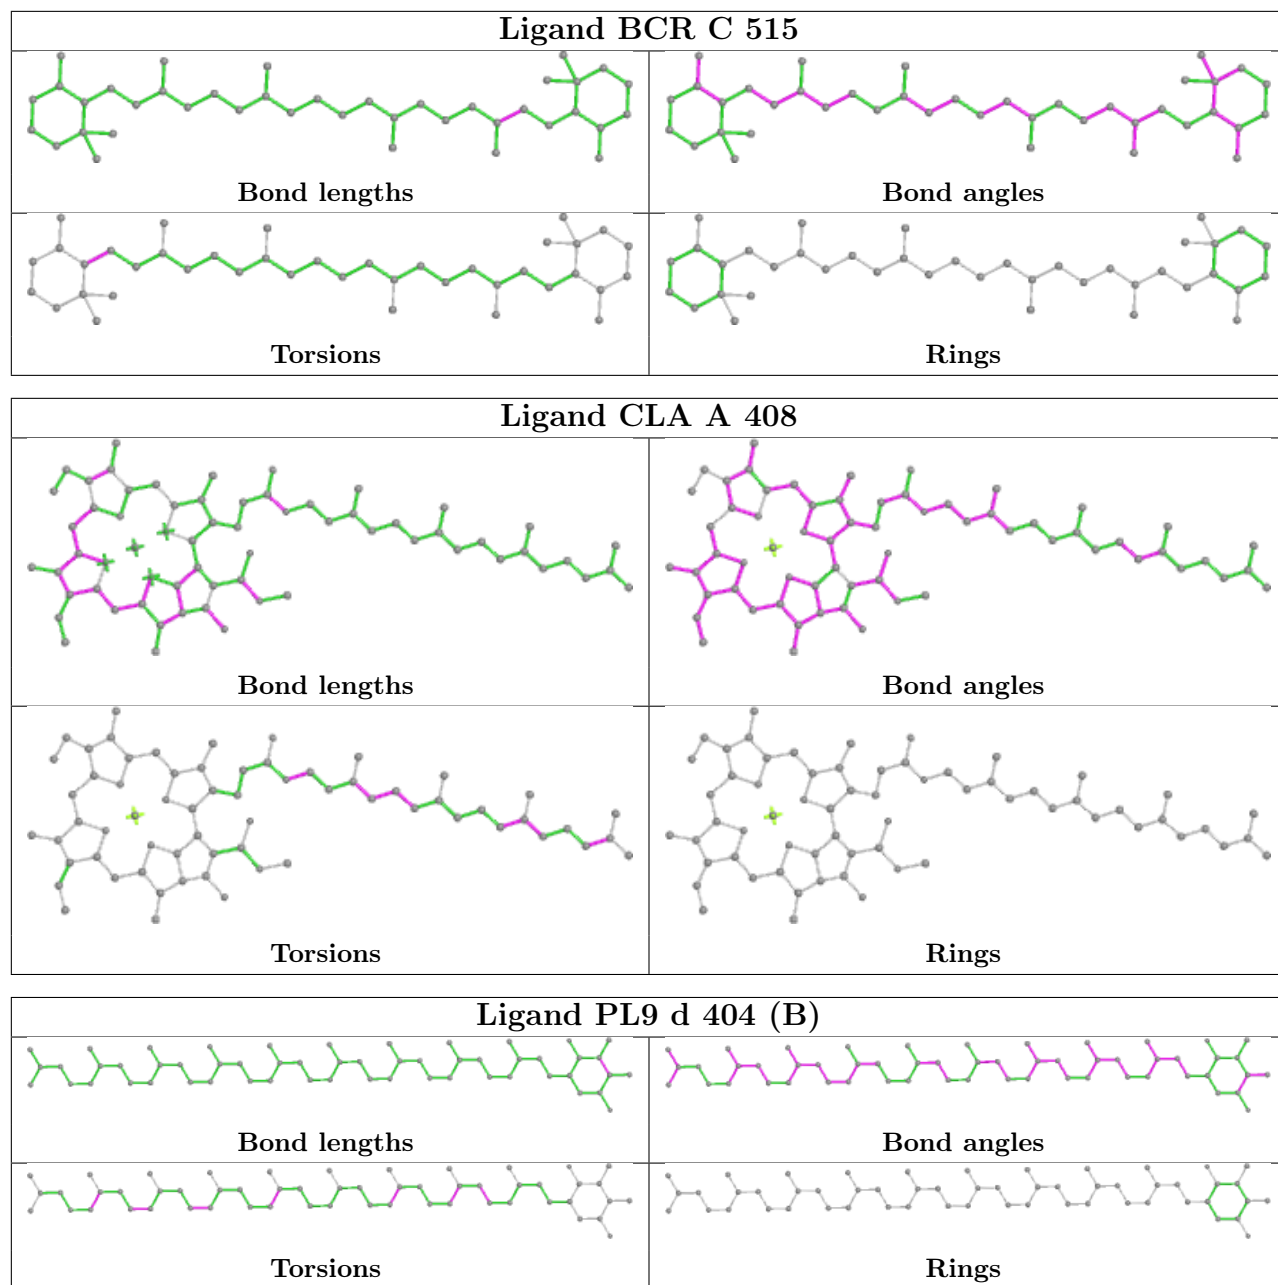 Ligand BCR C 515
Bond lengths
Bond angles
Torsions
Rings
Ligand CLA A 408
Bond lengths
Bond angles
Torsions
Rings
Ligand PL9 d 404 (B)
Bond lengths
Bond angles
Torsions
Rings